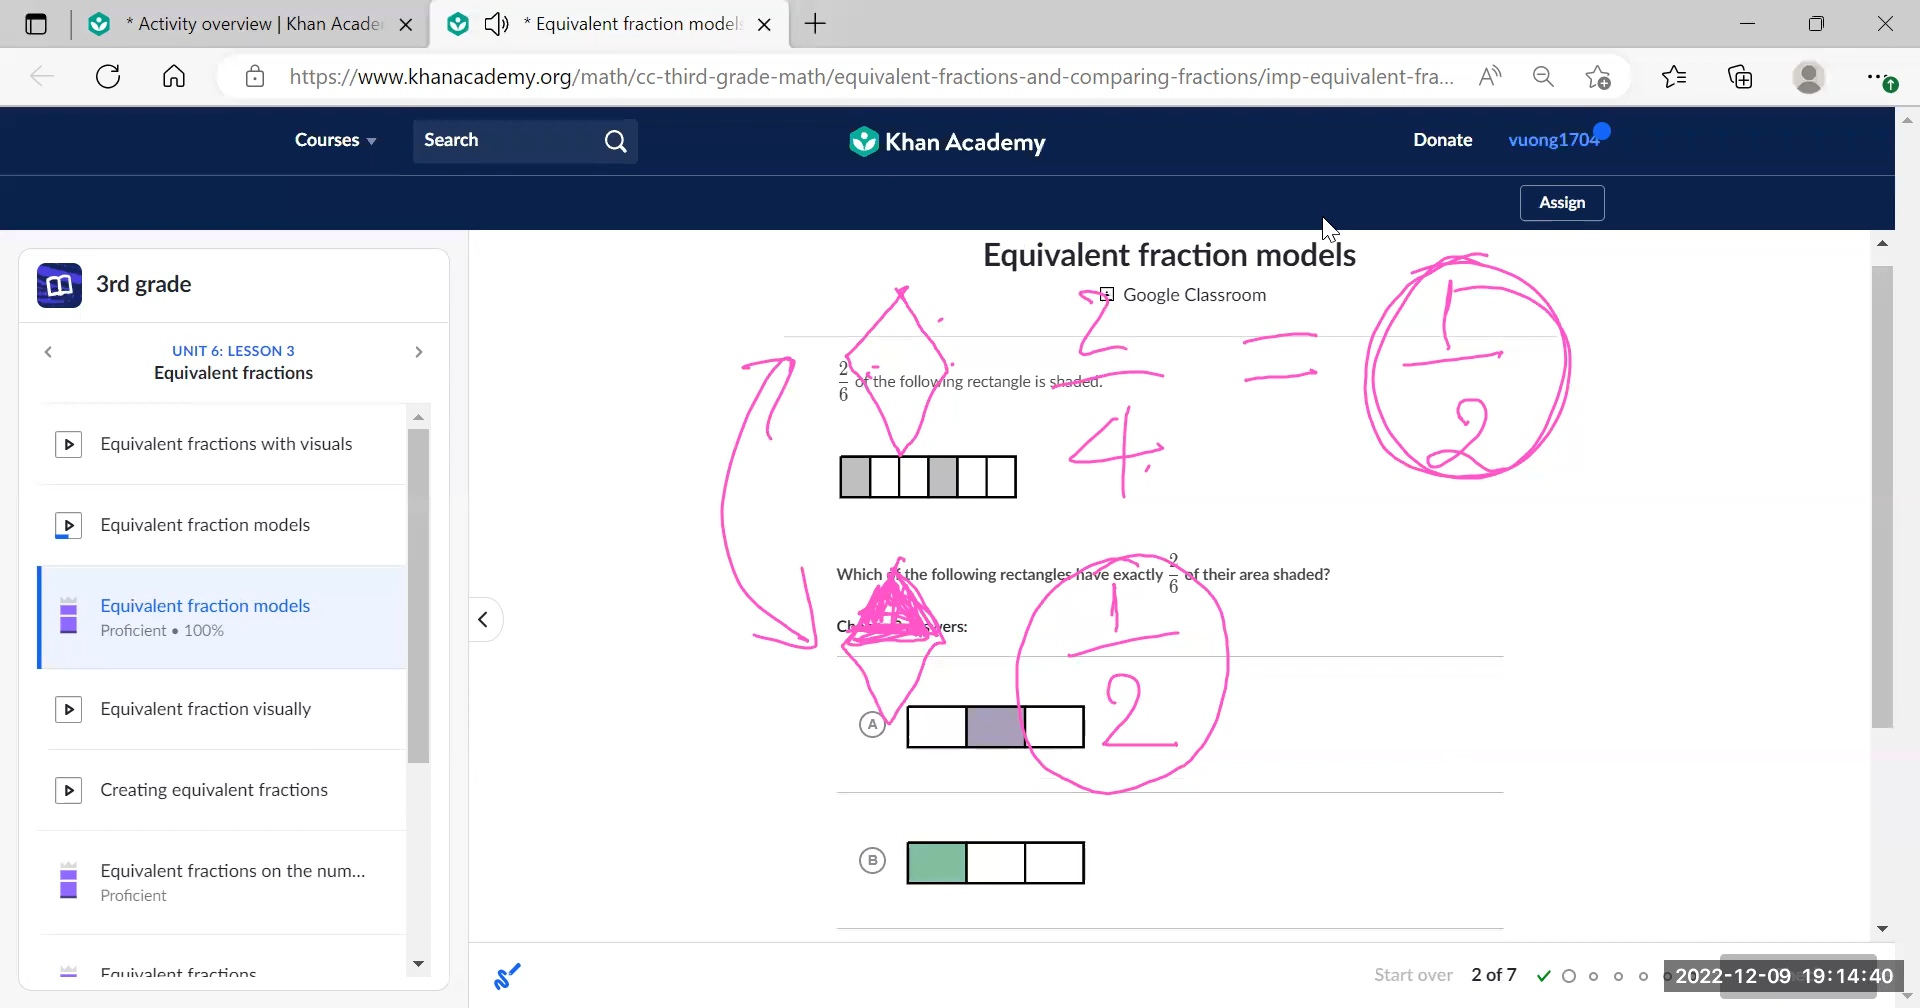 * Activity overview | Khan Acade
* Equivalent fraction models
https://www.khanacademy.org/math/cc-third-grade-math/equivalent-fractions-and-comparing-fractions/imp-equivalent-fra...
Courses
Search
Khan Academy
Donate
vuong1704
Assign
3rd grade
UNIT 6: LESSON 3
Equivalent fractions
Equivalent fractions with visuals
Equivalent fraction models
Equivalent fraction models
Proficient • 100%
Equivalent fraction visually
Creating equivalent fractions
Equivalent fractions on the num...
Proficient
Equivalent fractions
Equivalent fraction models
Google Classroom
2/4 = 1/2
2/6 of the following rectangle is shaded.
Which of the following rectangles have exactly 2/6 of their area shaded?
1/2
A
B
Start over
2 of 7
2022-12-09 19:14:40